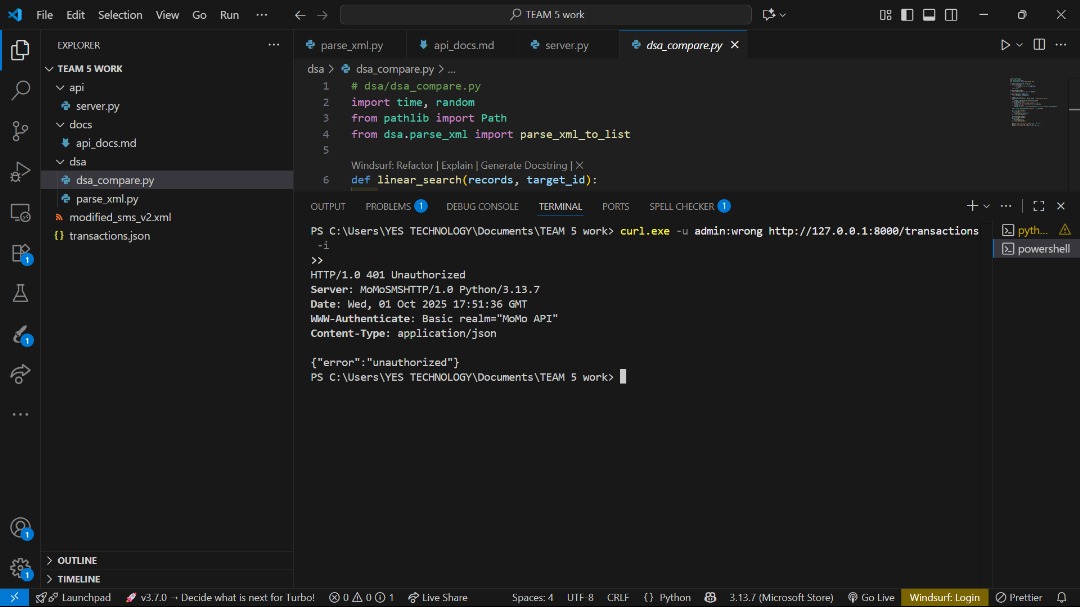 File Edit Selection View Go Run ··· TEAM 5 work
EXPLORER ···
TEAM 5 WORK
api
server.py
docs
api_docs.md
dsa
dsa_compare.py
parse_xml.py
modified_sms_v2.xml
{} transactions.json
OUTLINE
TIMELINE
parse_xml.py api_docs.md server.py dsa_compare.py
dsa > dsa_compare.py > ...
1 # dsa/dsa_compare.py
2 import time, random
3 from pathlib import Path
4 from dsa.parse_xml import parse_xml_to_list
5
Windsurf: Refactor | Explain | Generate Docstring | ×
6 def linear_search(records, target_id):
OUTPUT PROBLEMS 1 DEBUG CONSOLE TERMINAL PORTS SPELL CHECKER 1
PS C:\Users\YES TECHNOLOGY\Documents\TEAM 5 work> curl.exe -u admin:wrong http://127.0.0.1:8000/transactions
-i
>>
HTTP/1.0 401 Unauthorized
Server: MoMoSMSHTTP/1.0 Python/3.13.7
Date: Wed, 01 Oct 2025 17:51:36 GMT
WWW-Authenticate: Basic realm="MoMo API"
Content-Type: application/json
{"error":"unauthorized"}
PS C:\Users\YES TECHNOLOGY\Documents\TEAM 5 work>
pyth...
powershell
1
1
1
1
Launchpad v3.7.0 → Decide what is next for Turbo! 0 0 1 Live Share Spaces: 4 UTF-8 CRLF {} Python 3.13.7 (Microsoft Store) Go Live Windsurf: Login Prettier